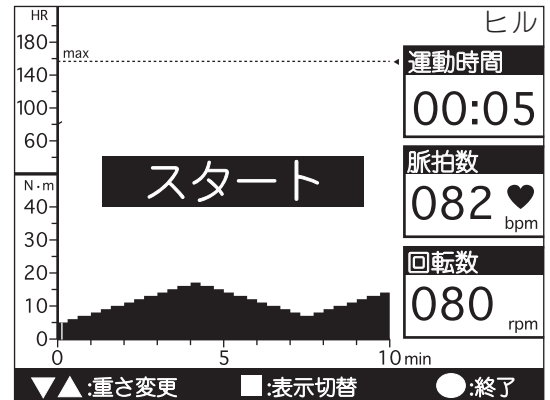 HR
ヒル
180
max
運動時間
140
00:05
100
60
脈拍数
スタート
N・m
082
bpm
40
30
回転数
20
080
10
rpm
0
0 5 10 min
▼▲:重さ変更 ■:表示切替 ●:終了